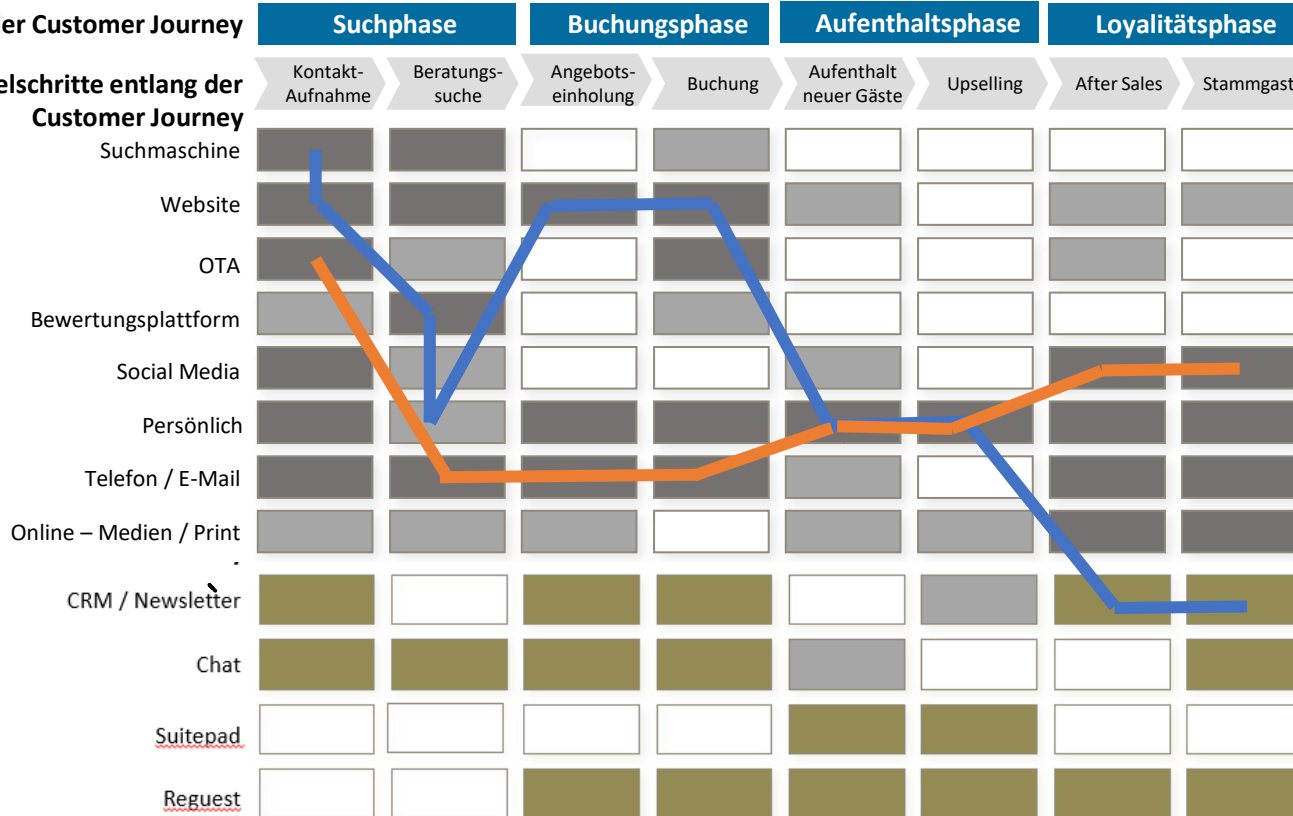 der Customer Journey
Suchphase
Buchungsphase
Aufenthaltsphase
Loyalitätsphase
elschritte entlang der
Customer Journey
Kontakt-
Aufnahme
Beratungs-
suche
Angebots-
einholung
Buchung
Aufenthalt
neuer Gäste
Upselling
After Sales
Stammgast
Suchmaschine
Website
OTA
Bewertungsplattform
Social Media
Persönlich
Telefon / E-Mail
Online – Medien / Print
CRM / Newsletter
Chat
Suitepad
Reguest